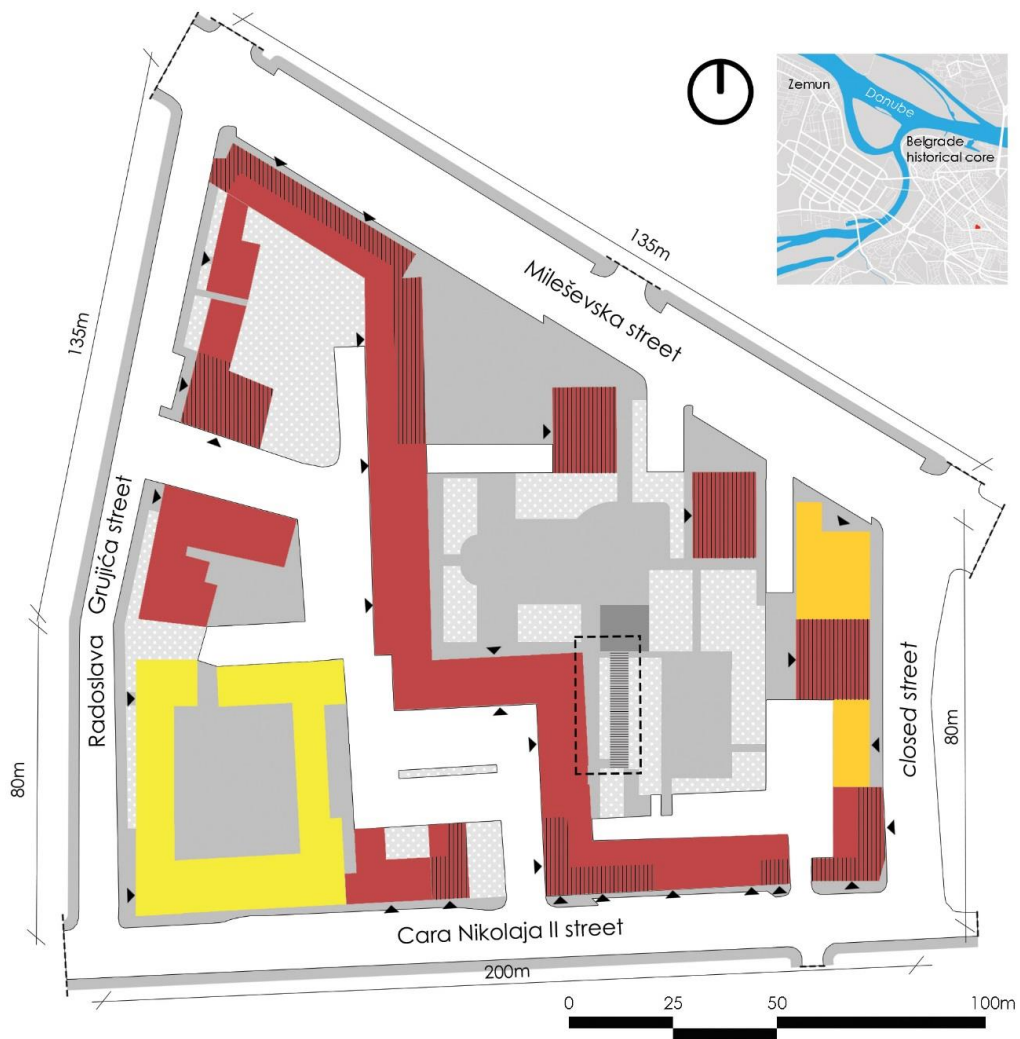 Zemun
Danube
Belgrade
historical core
135m
Mileševska street
135m
Radoslava Grujića street
closed street
80m
80m
Cara Nikolaja II street
200m
0 25 50 100m